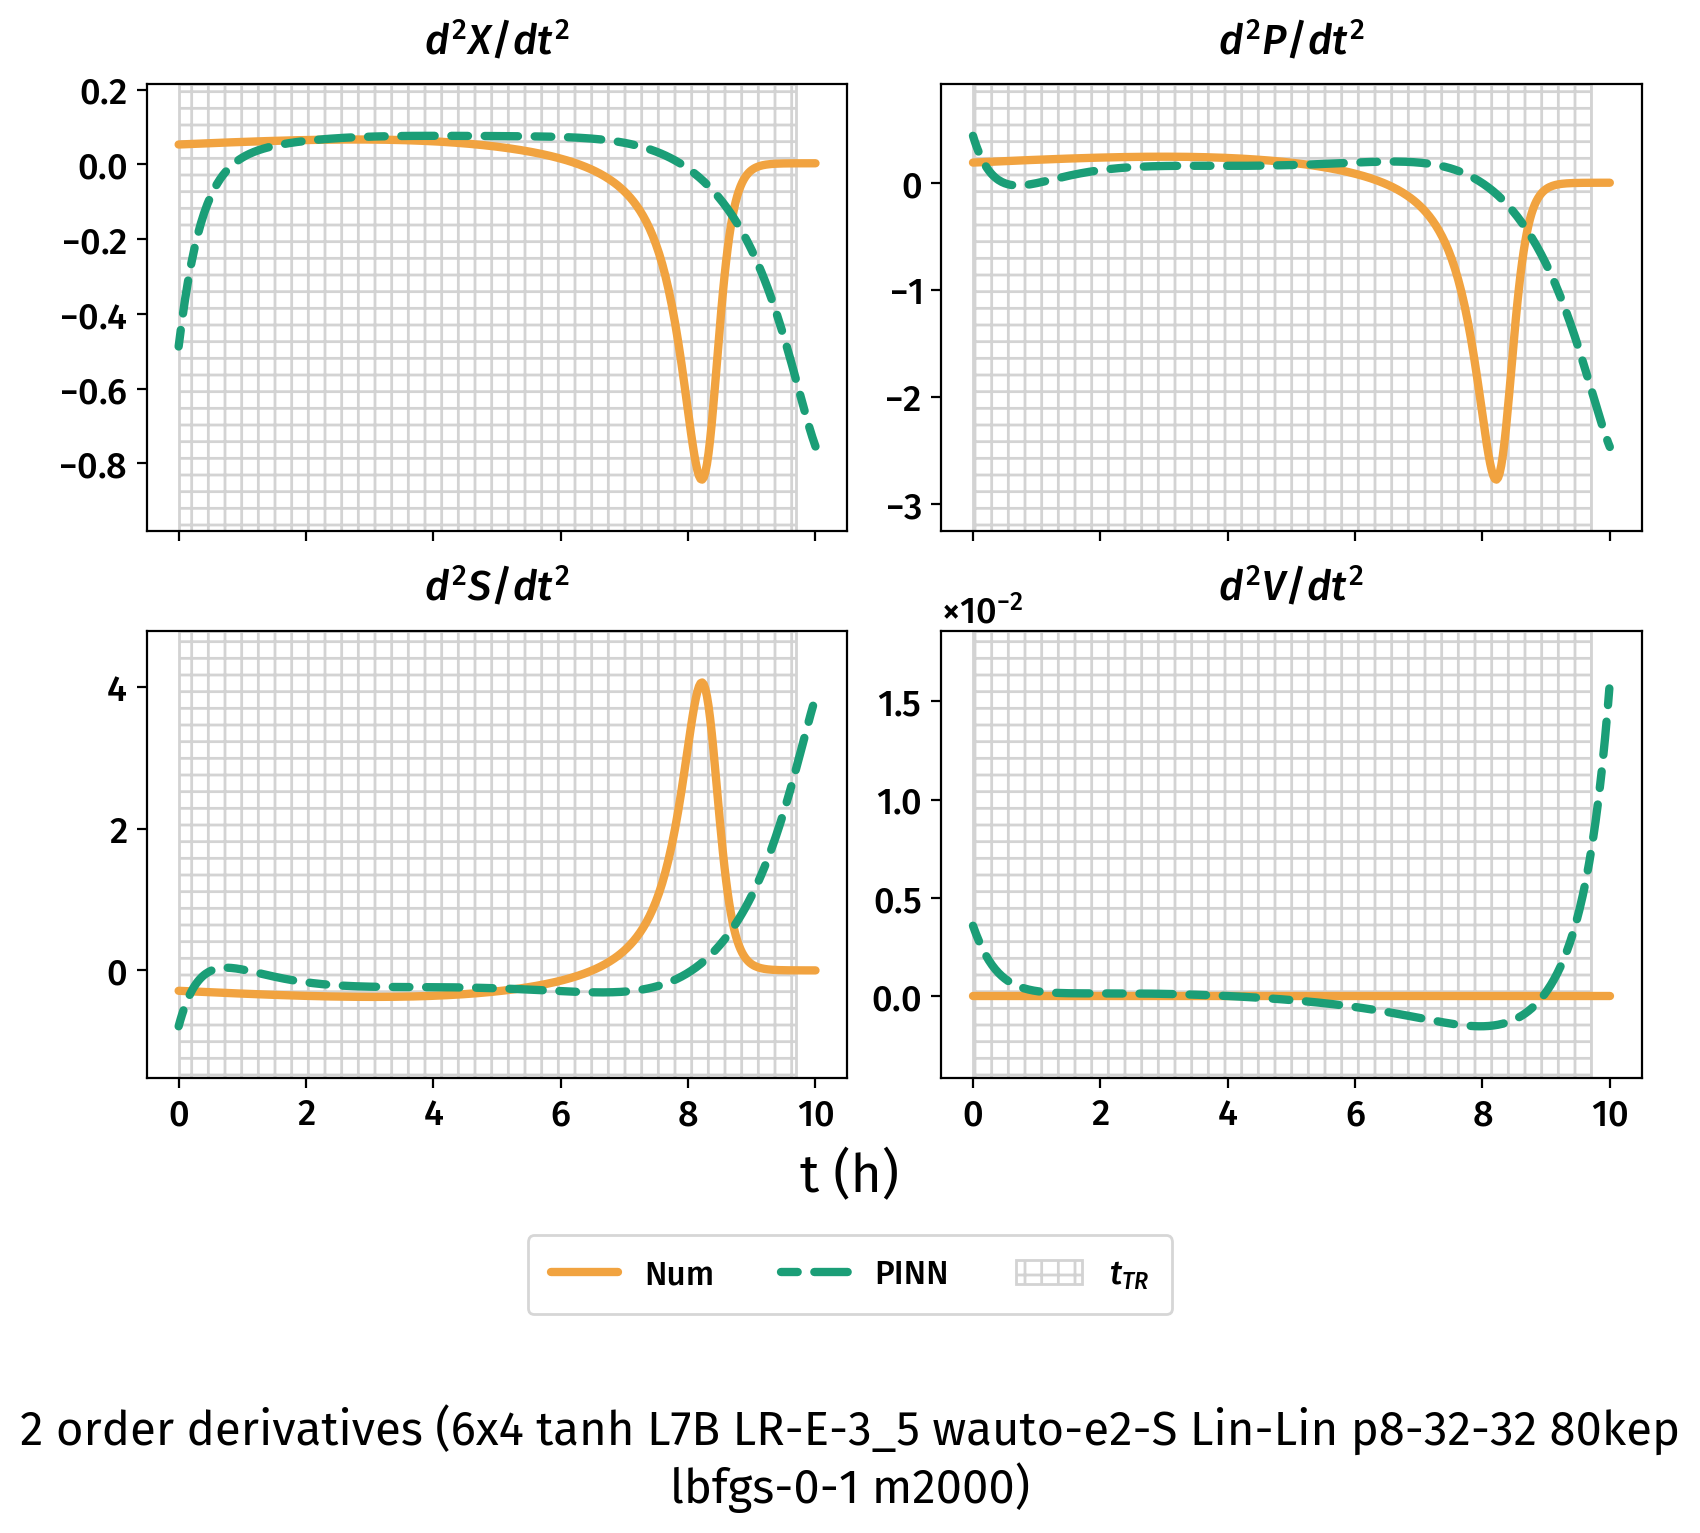 d²X/dt²
d²P/dt²
0.2
0.0
−0.2
−0.4
−0.6
−0.8
0
−1
−2
−3
d²S/dt²
d²V/dt²
×10⁻²
4
2
0
1.5
1.0
0.5
0.0
0 2 4 6 8 10
0 2 4 6 8 10
t (h)
Num PINN t_TR
2 order derivatives (6x4 tanh L7B LR-E-3_5 wauto-e2-S Lin-Lin p8-32-32 80kep
lbfgs-0-1 m2000)